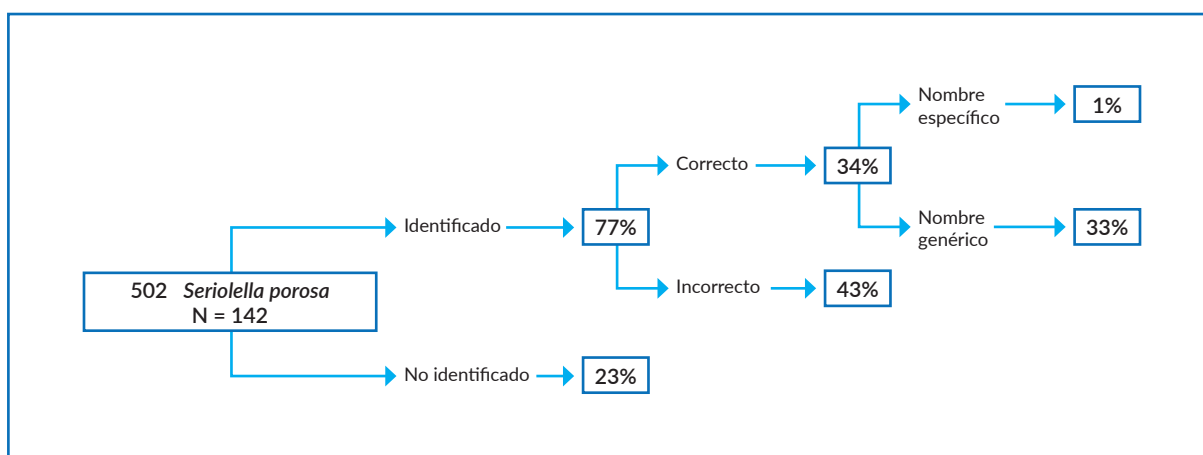 Nombre
específico
1%
Correcto
34%
Identificado
77%
Nombre
genérico
33%
Incorrecto
43%
502 Seriolella porosa
N = 142
No identificado
23%